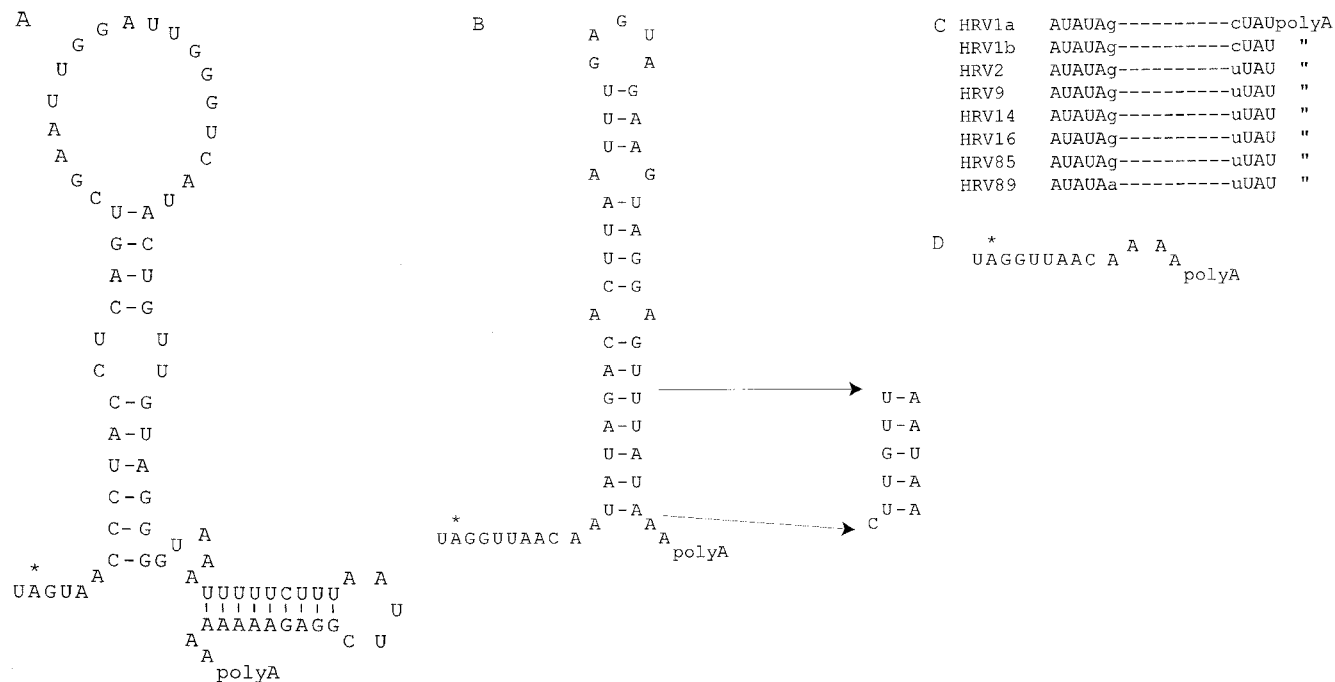 A
G A U U
U G G
U G
U G
A U
A C
G A
C U
U-A
G-C
A-U
C-G
U U
C U
C-G
A-U
U-A
C-G
C-G
C-GG
U A
A
*
UAGUA A
A UUUUUCUUU A A
U
A AAAAAGAGG C U
A polyA
B
G
A U
G A
U-G
U-A
U-A
A G
A-U
U-A
U-G
C-G
A A
C-G
A-U
G-U
A-U
U-A
A-U
U-A
*
UAGGUUAACA A A A
polyA
U-A
U-A
G-U
U-A
U-A
C
C HRV1a AUAUAg----------cUAUpolyA
HRV1b AUAUAg----------cUAU "
HRV2 AUAUAg----------uUAU "
HRV9 AUAUAg----------uUAU "
HRV14 AUAUAg----------uUAU "
HRV16 AUAUAg----------uUAU "
HRV85 AUAUAg----------uUAU "
HRV89 AUAUAa----------uUAU "
D
*
UAGGUUAAC A A A A
polyA